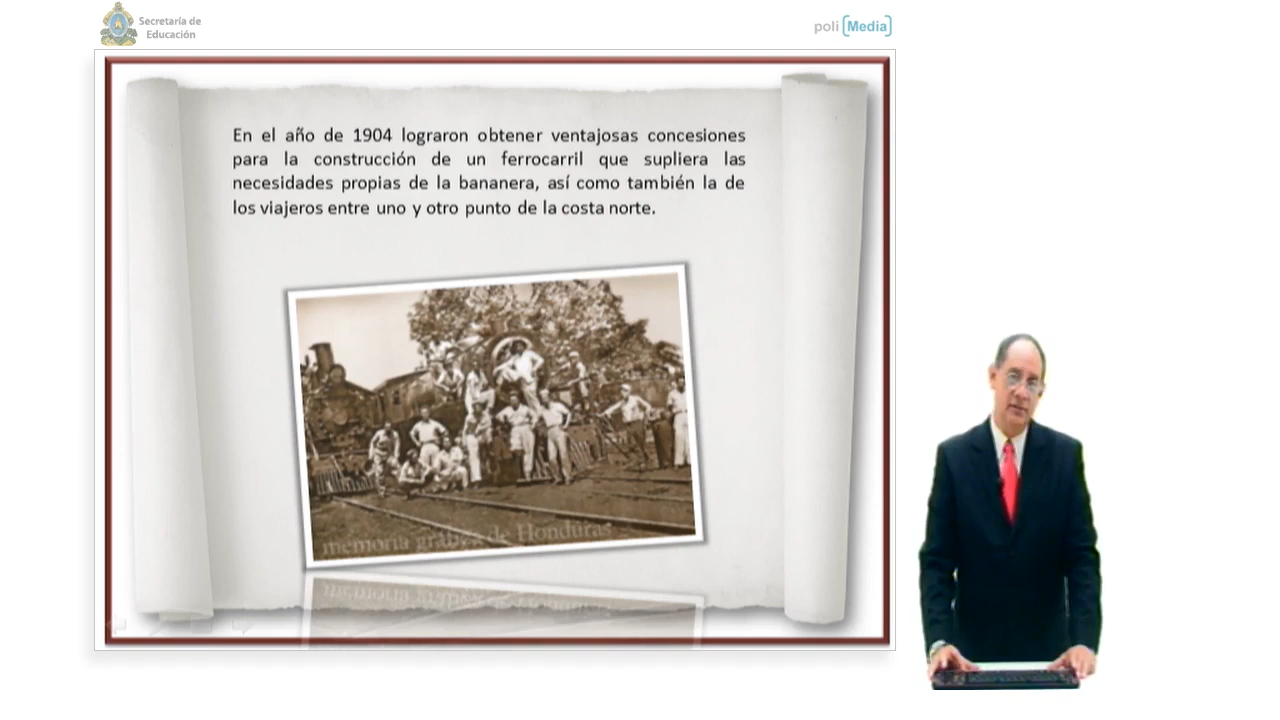 Secretaría de
Educación
poli [Media]
En el año de 1904 lograron obtener ventajosas concesiones
para la construcción de un ferrocarril que supliera las
necesidades propias de la bananera, así como también la de
los viajeros entre uno y otro punto de la costa norte.
memoria gráfica de Honduras